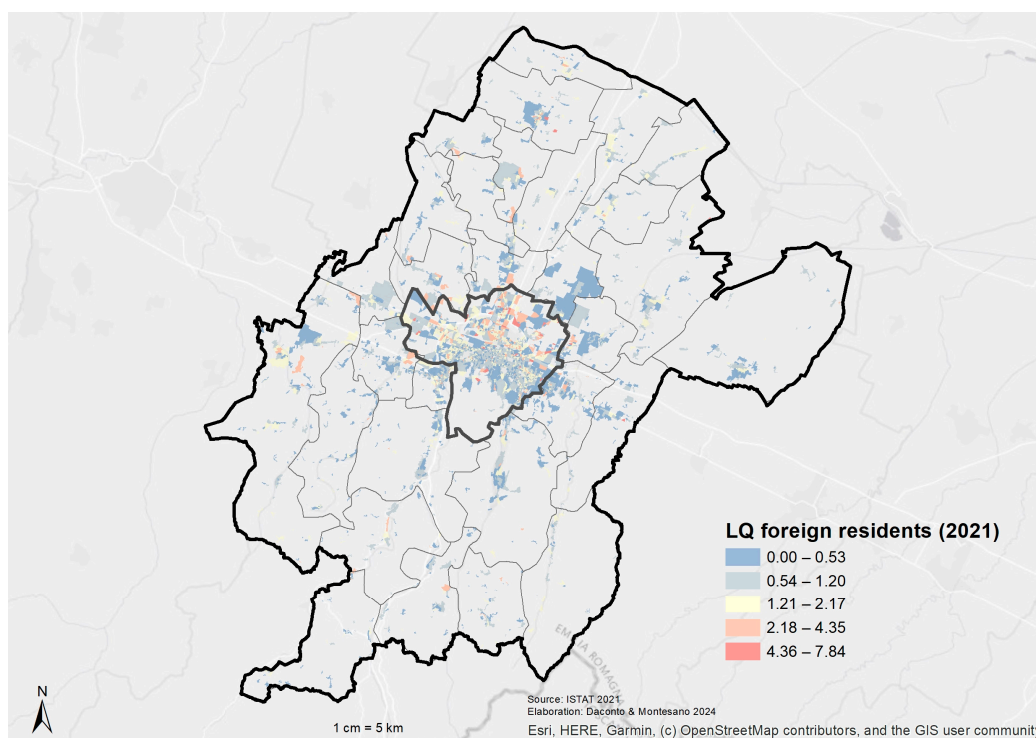 LQ foreign residents (2021)
0.00 – 0.53
0.54 – 1.20
1.21 – 2.17
2.18 – 4.35
4.36 – 7.84
EMILIA ROMAGNA
N
1 cm = 5 km
Source: ISTAT 2021
Elaboration: Daconto & Montesano 2024
Esri, HERE, Garmin, (c) OpenStreetMap contributors, and the GIS user communit